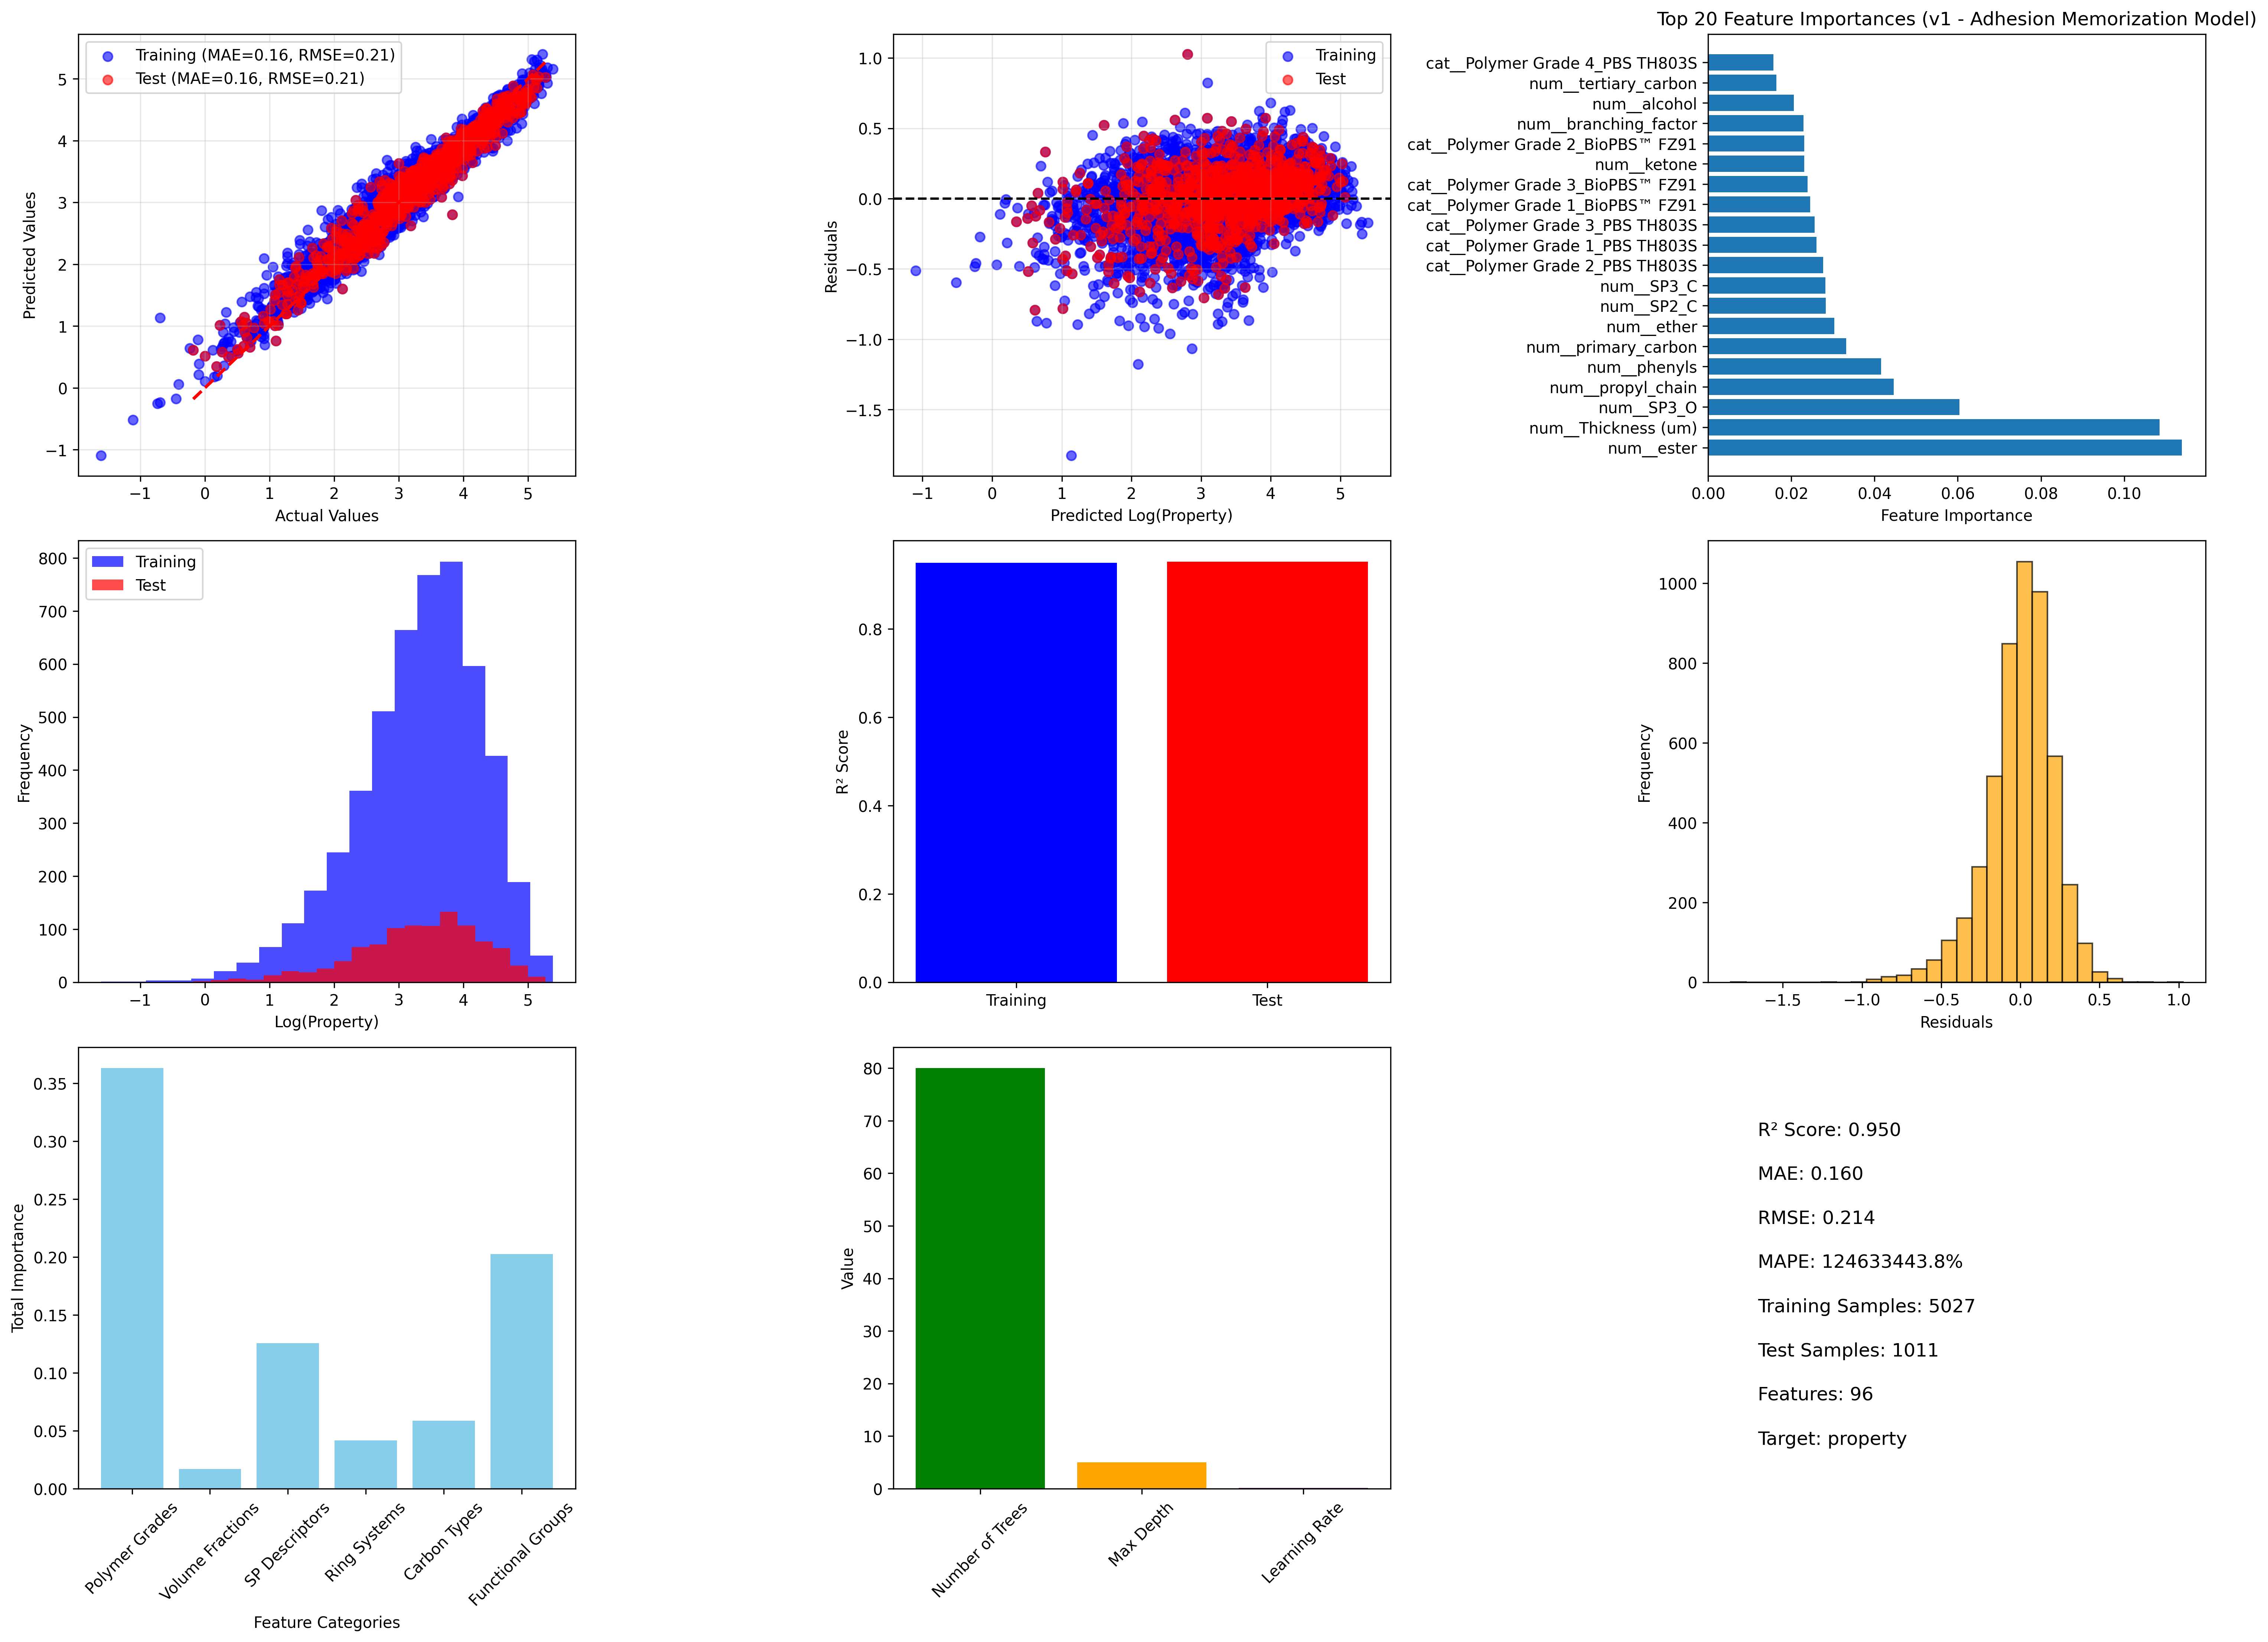 Training (MAE=0.16, RMSE=0.21)
Test (MAE=0.16, RMSE=0.21)
Predicted Values
5
4
3
2
1
0
−1
−1 0 1 2 3 4 5
Actual Values
Training
Test
Residuals
1.0
0.5
0.0
−0.5
−1.0
−1.5
−1 0 1 2 3 4 5
Predicted Log(Property)
Top 20 Feature Importances (v1 - Adhesion Memorization Model)
cat__Polymer Grade 4_PBS TH803S
num__tertiary_carbon
num__alcohol
num__branching_factor
cat__Polymer Grade 2_BioPBS™ FZ91
num__ketone
cat__Polymer Grade 3_BioPBS™ FZ91
cat__Polymer Grade 1_BioPBS™ FZ91
cat__Polymer Grade 3_PBS TH803S
cat__Polymer Grade 1_PBS TH803S
cat__Polymer Grade 2_PBS TH803S
num__SP3_C
num__SP2_C
num__ether
num__primary_carbon
num__phenyls
num__propyl_chain
num__SP3_O
num__Thickness (um)
num__ester
0.00 0.02 0.04 0.06 0.08 0.10
Feature Importance
Training
Test
Frequency
800
700
600
500
400
300
200
100
0
−1 0 1 2 3 4 5
Log(Property)
R² Score
0.8
0.6
0.4
0.2
0.0
Training Test
Frequency
1000
800
600
400
200
0
−1.5 −1.0 −0.5 0.0 0.5 1.0
Residuals
Total Importance
0.35
0.30
0.25
0.20
0.15
0.10
0.05
0.00
Polymer Grades
Volume Fractions
SP Descriptors
Ring Systems
Carbon Types
Functional Groups
Feature Categories
Value
80
70
60
50
40
30
20
10
0
Number of Trees
Max Depth
Learning Rate
R² Score: 0.950
MAE: 0.160
RMSE: 0.214
MAPE: 124633443.8%
Training Samples: 5027
Test Samples: 1011
Features: 96
Target: property